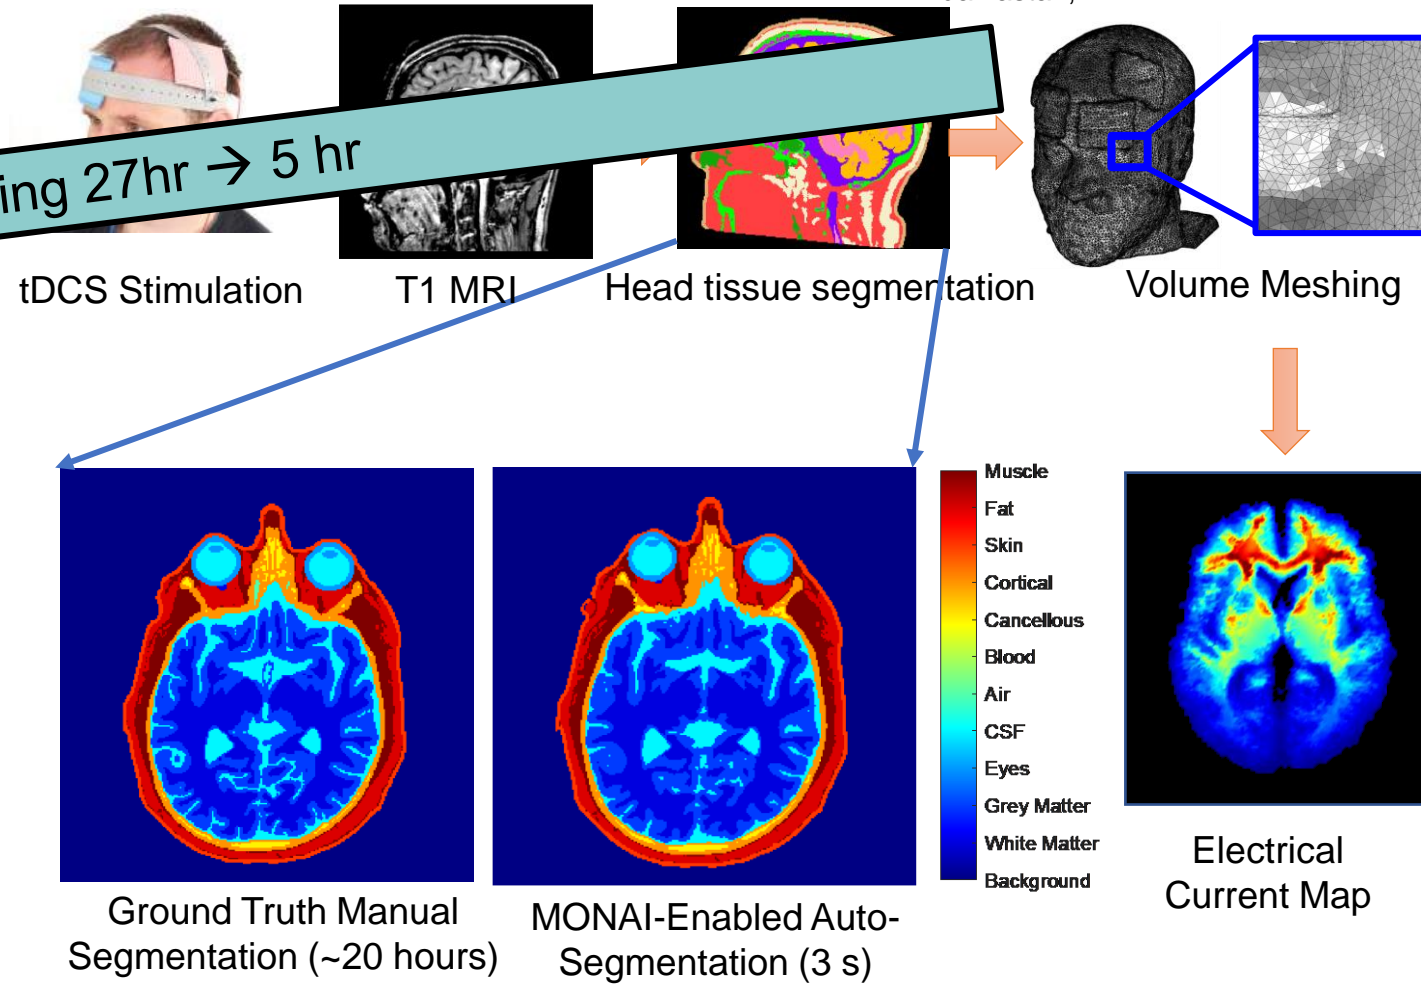 ing 27hr → 5 hr
tDCS Stimulation
T1 MRI
Head tissue segmentation
Volume Meshing
Muscle
Fat
Skin
Cortical
Cancellous
Blood
Air
CSF
Eyes
Grey Matter
White Matter
Background
Ground Truth Manual
Segmentation (~20 hours)
MONAI-Enabled Auto-
Segmentation (3 s)
Electrical
Current Map